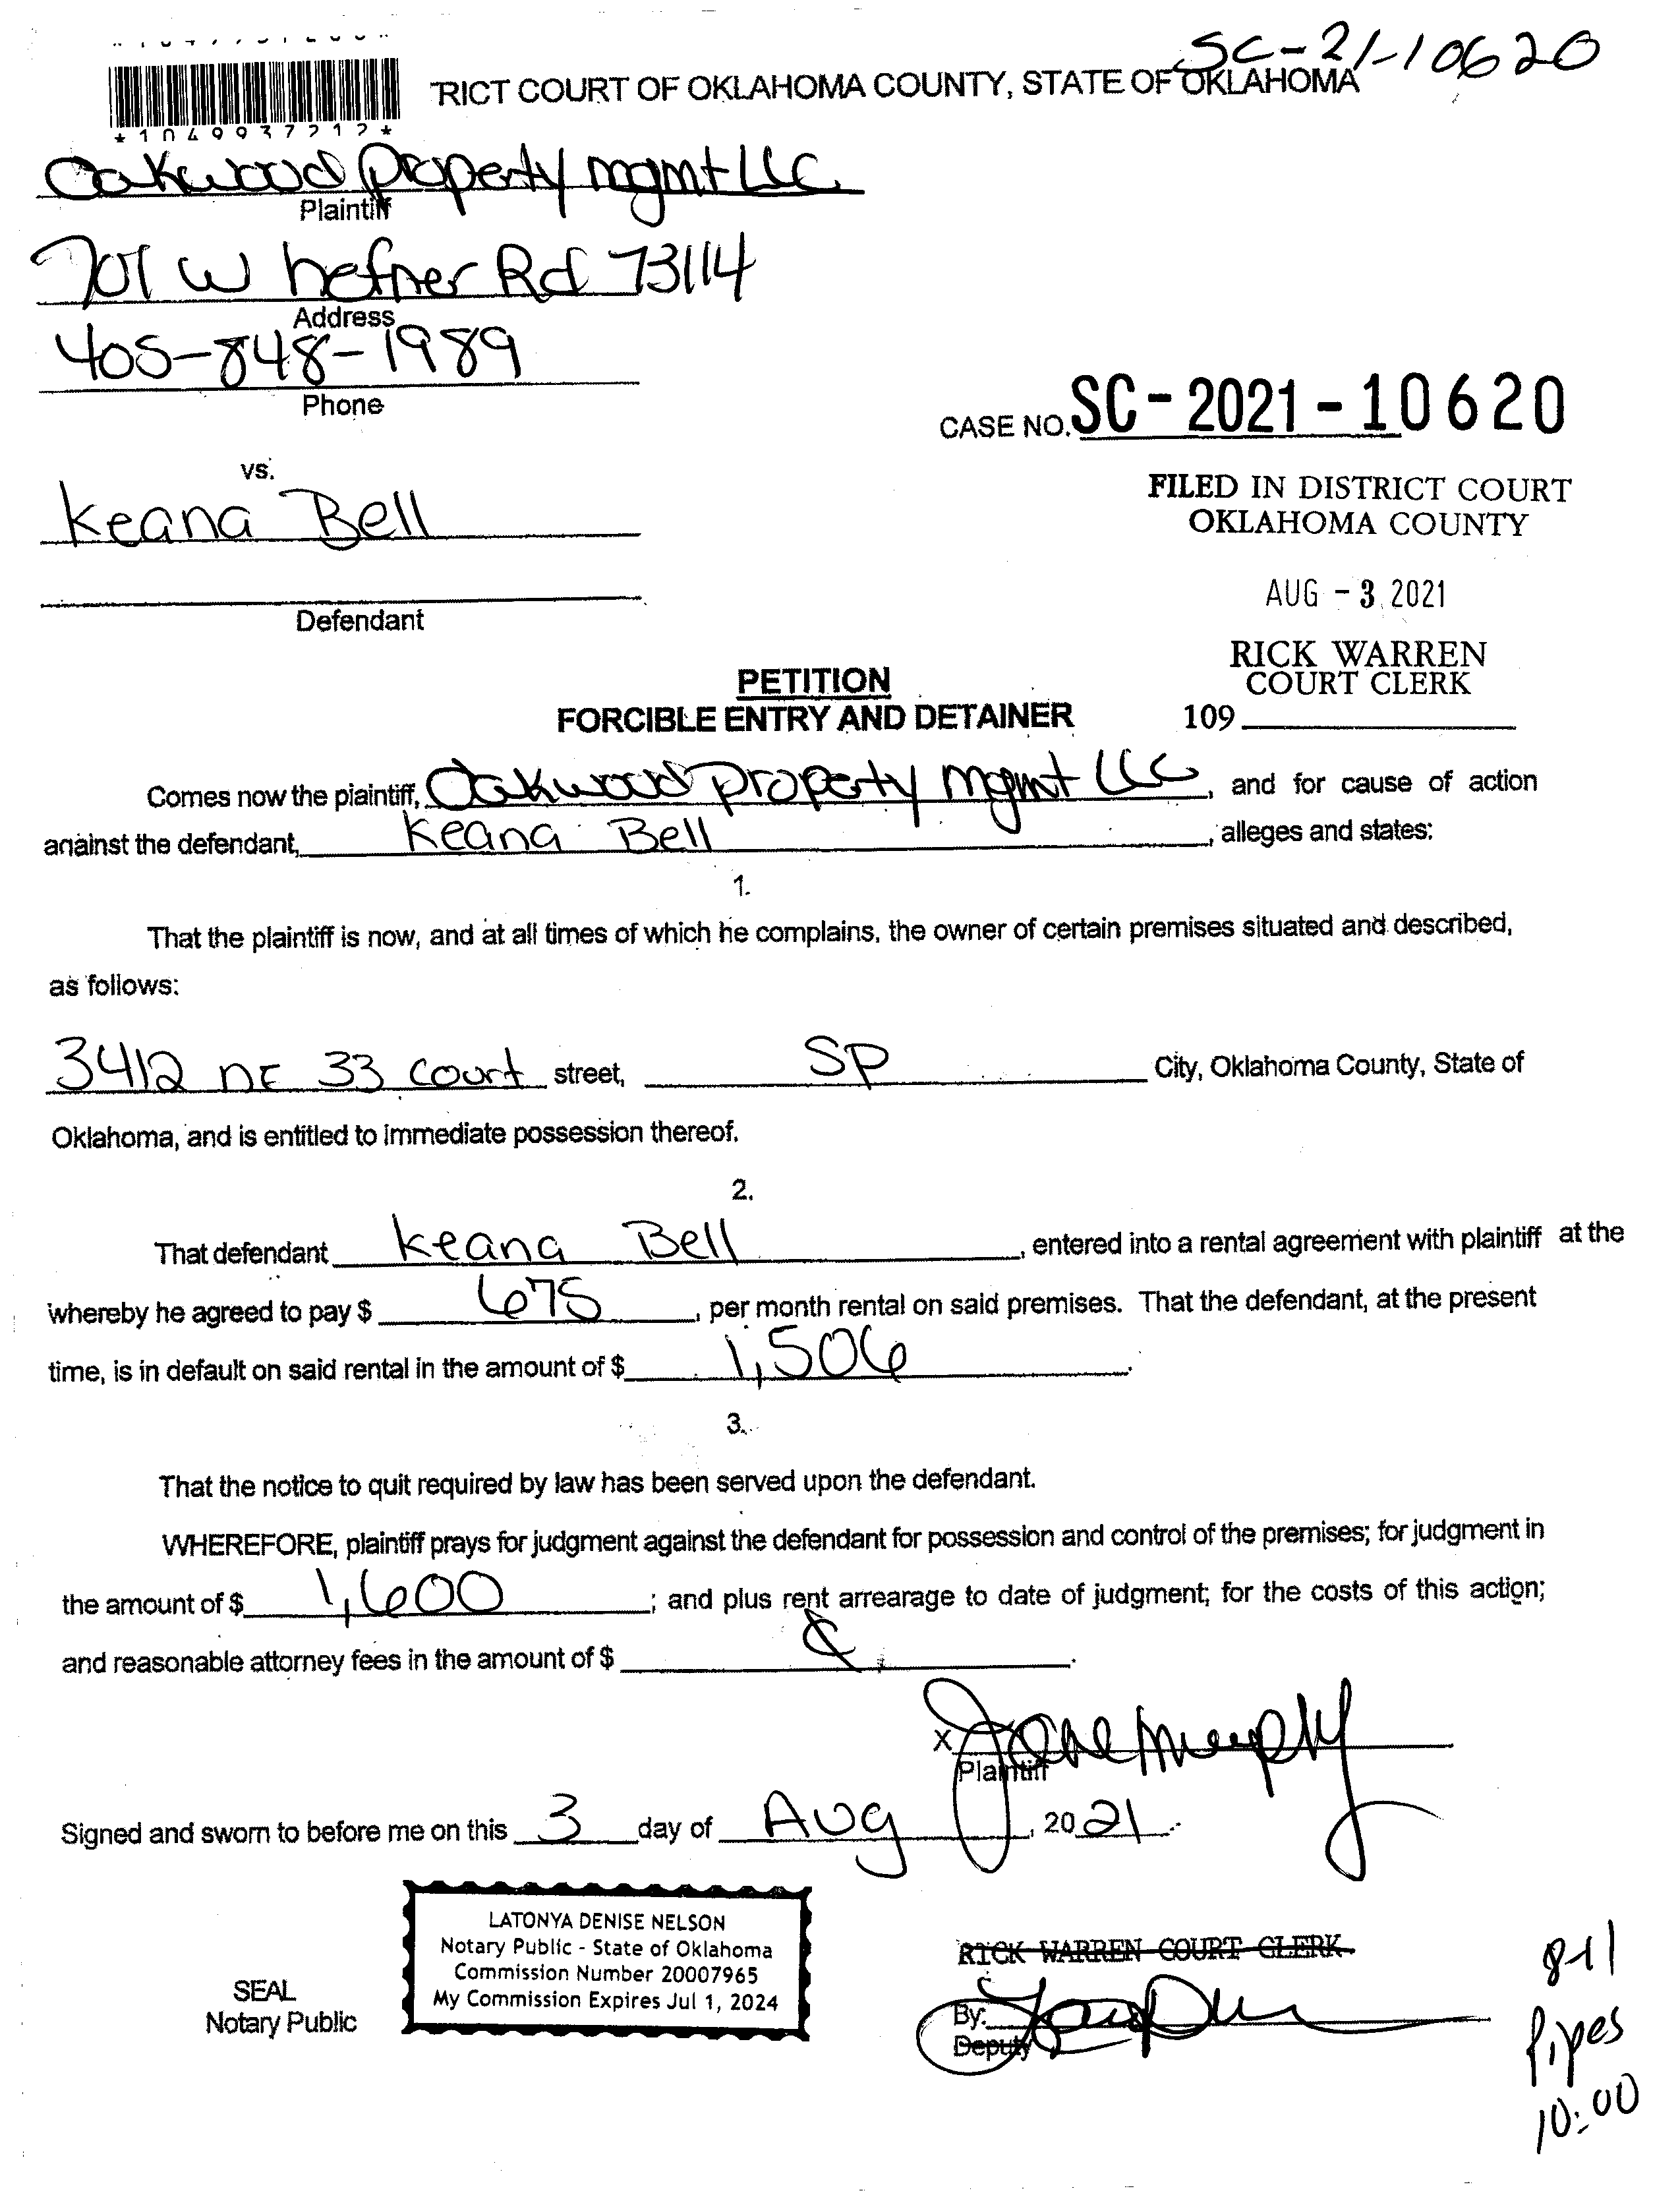 SC-21-10620
TRICT COURT OF OKLAHOMA COUNTY, STATE OF OKLAHOMA
*1049937212*
Oakwood Property mgmt LLC
Plaintiff
701 W hefner Rd 73114
Address
405-848-1989
Phone
CASE NO. SC-2021-10620
vs.
FILED IN DISTRICT COURT
OKLAHOMA COUNTY
Keana Bell
AUG - 3 2021
Defendant
RICK WARREN
COURT CLERK
109
PETITION
FORCIBLE ENTRY AND DETAINER
Comes now the plaintiff, Oakwood property mgmt LLC, and for cause of action
against the defendant, Keana Bell, alleges and states:
1.
That the plaintiff is now, and at all times of which he complains, the owner of certain premises situated and described,
as follows:
3412 NE 33 Court street, SP City, Oklahoma County, State of
Oklahoma, and is entitled to immediate possession thereof.
2.
That defendant Keana Bell, entered into a rental agreement with plaintiff at the
whereby he agreed to pay $ 675, per month rental on said premises. That the defendant, at the present
time, is in default on said rental in the amount of $ 1,506.
3.
That the notice to quit required by law has been served upon the defendant.
WHEREFORE, plaintiff prays for judgment against the defendant for possession and control of the premises; for judgment in
the amount of $ 1,600; and plus rent arrearage to date of judgment; for the costs of this action;
and reasonable attorney fees in the amount of $ .
X Jane Murphy
Plaintiff
Signed and sworn to before me on this 3 day of Aug, 2021.
LATONYA DENISE NELSON
Notary Public - State of Oklahoma
Commission Number 20007965
My Commission Expires Jul 1, 2024
SEAL
Notary Public
RICK WARREN COURT CLERK
By:
Deputy
8-11
Pipes
10:00